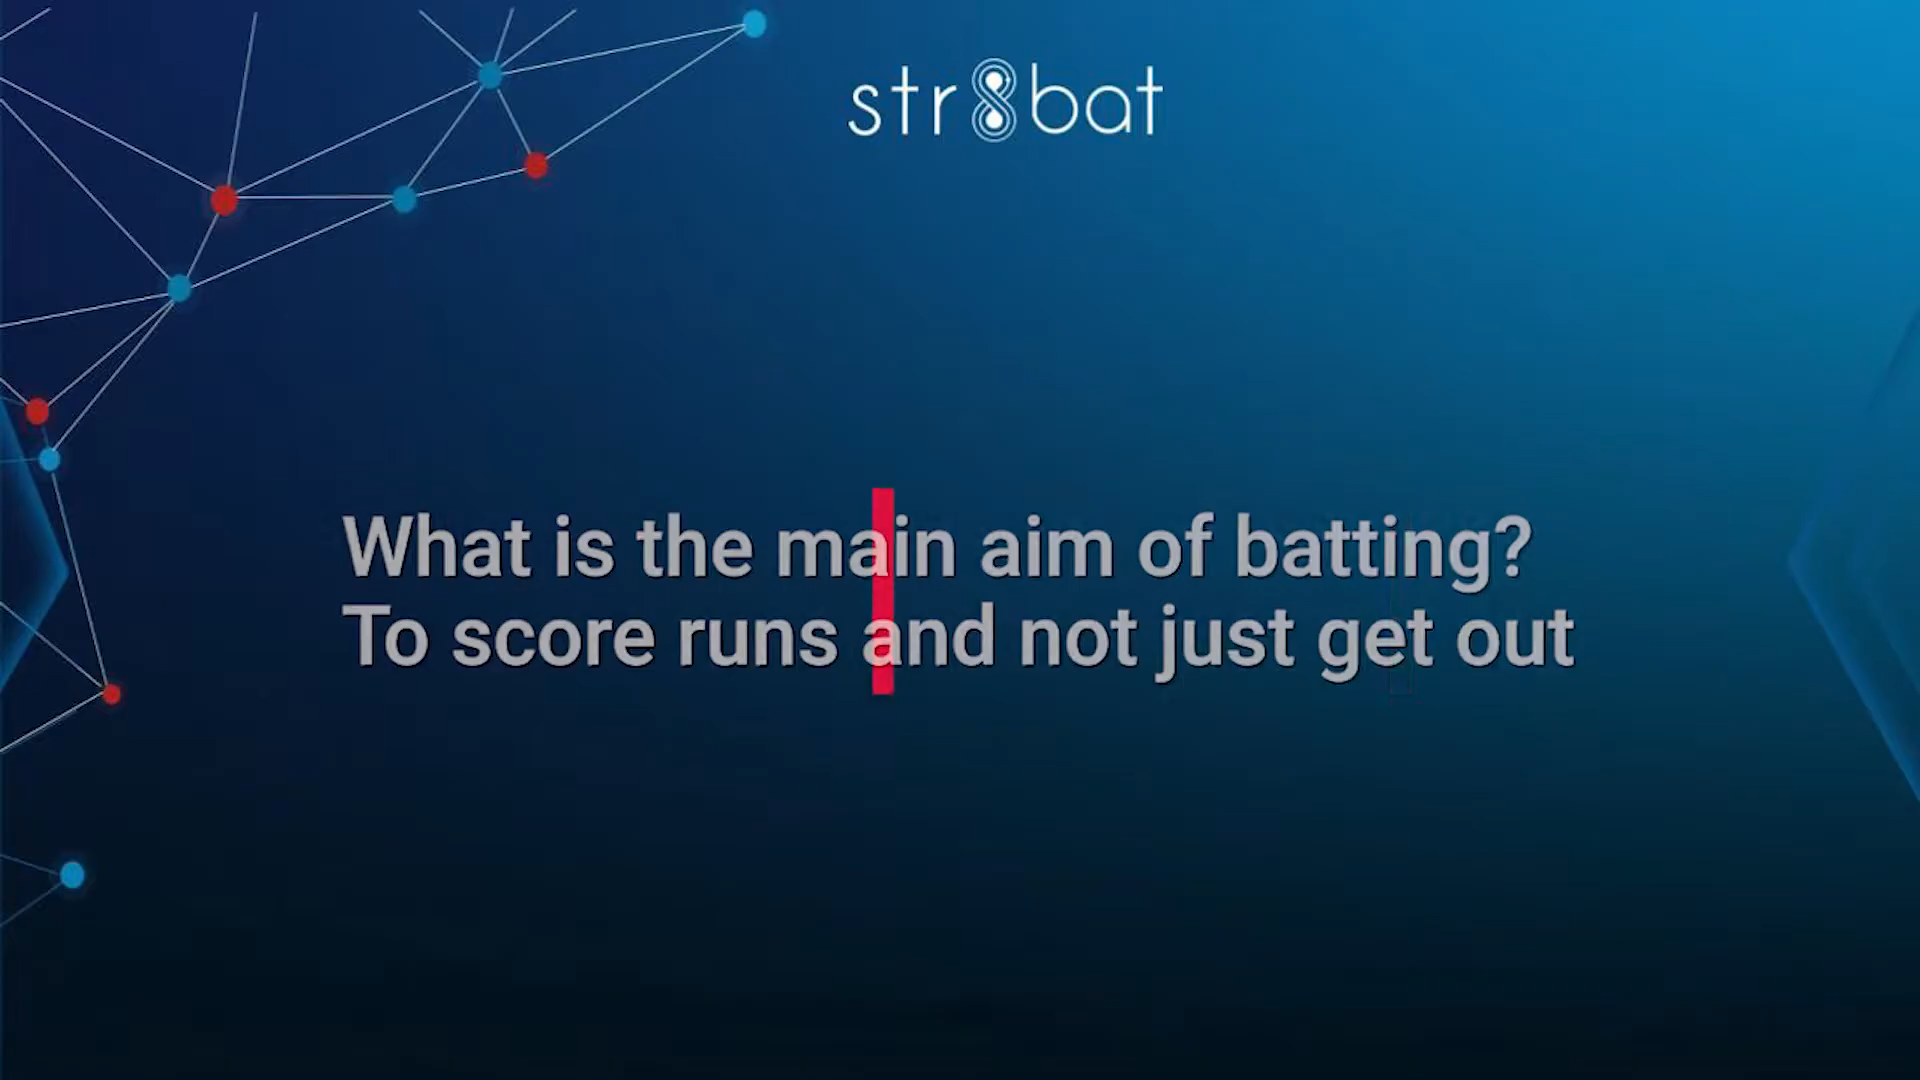 str8bat
What is the main aim of batting?
To score runs and not just get out